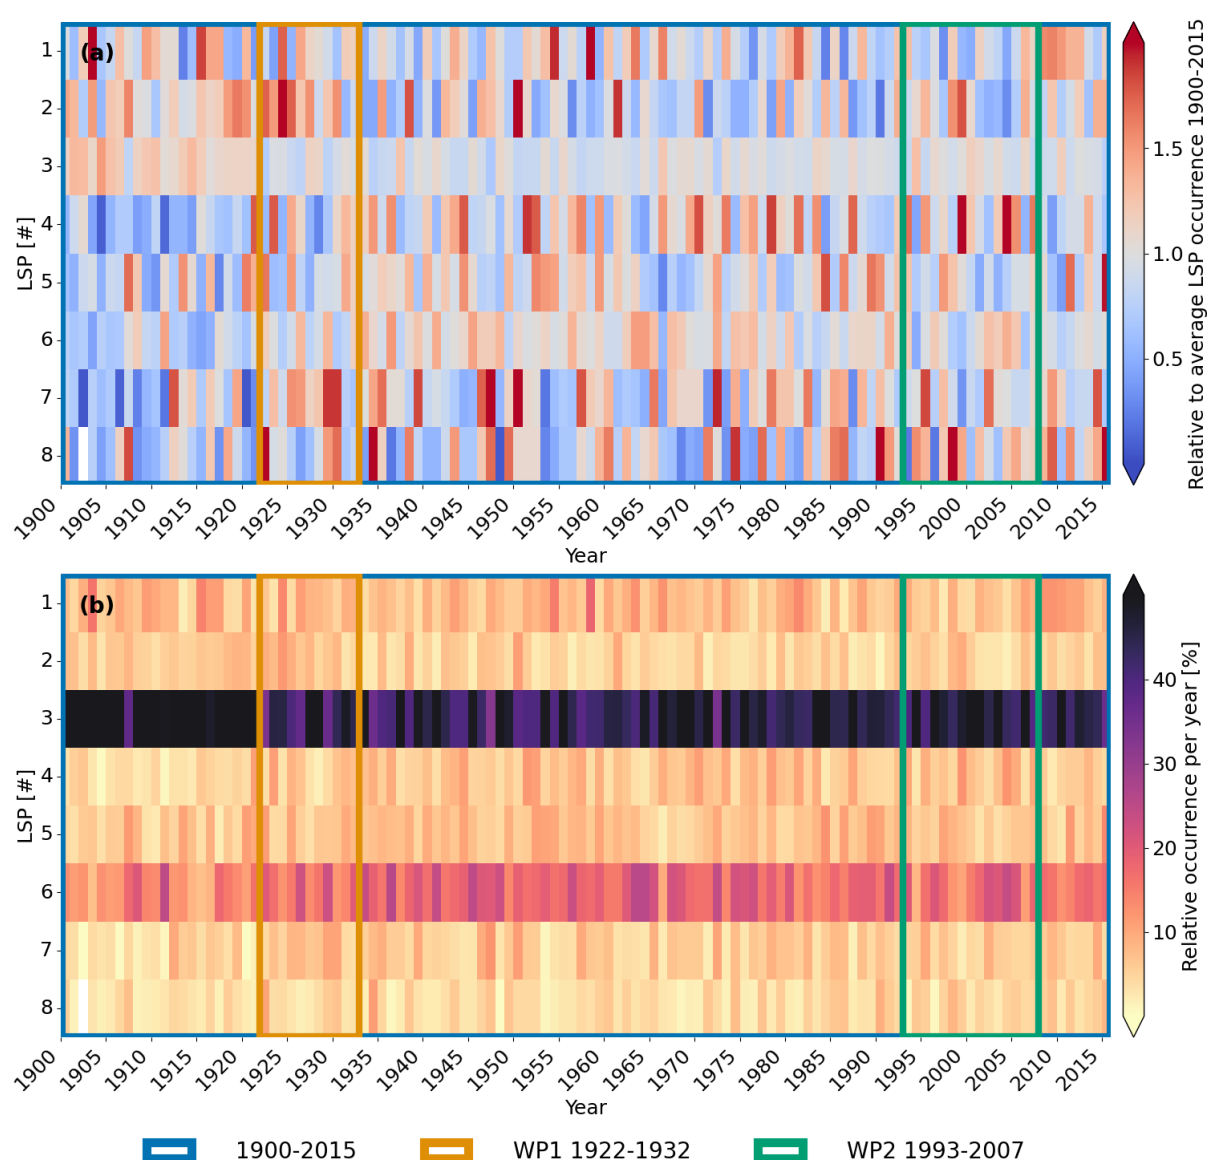 (a)
1
2
3
4
5
6
7
8
LSP [#]
1900 1905 1910 1915 1920 1925 1930 1935 1940 1945 1950 1955 1960 1965 1970 1975 1980 1985 1990 1995 2000 2005 2010 2015
Year
1.5
1.0
0.5
Relative to average LSP occurrence 1900-2015
(b)
1
2
3
4
5
6
7
8
LSP [#]
1900 1905 1910 1915 1920 1925 1930 1935 1940 1945 1950 1955 1960 1965 1970 1975 1980 1985 1990 1995 2000 2005 2010 2015
Year
40
30
20
10
Relative occurrence per year [%]
1900-2015 WP1 1922-1932 WP2 1993-2007